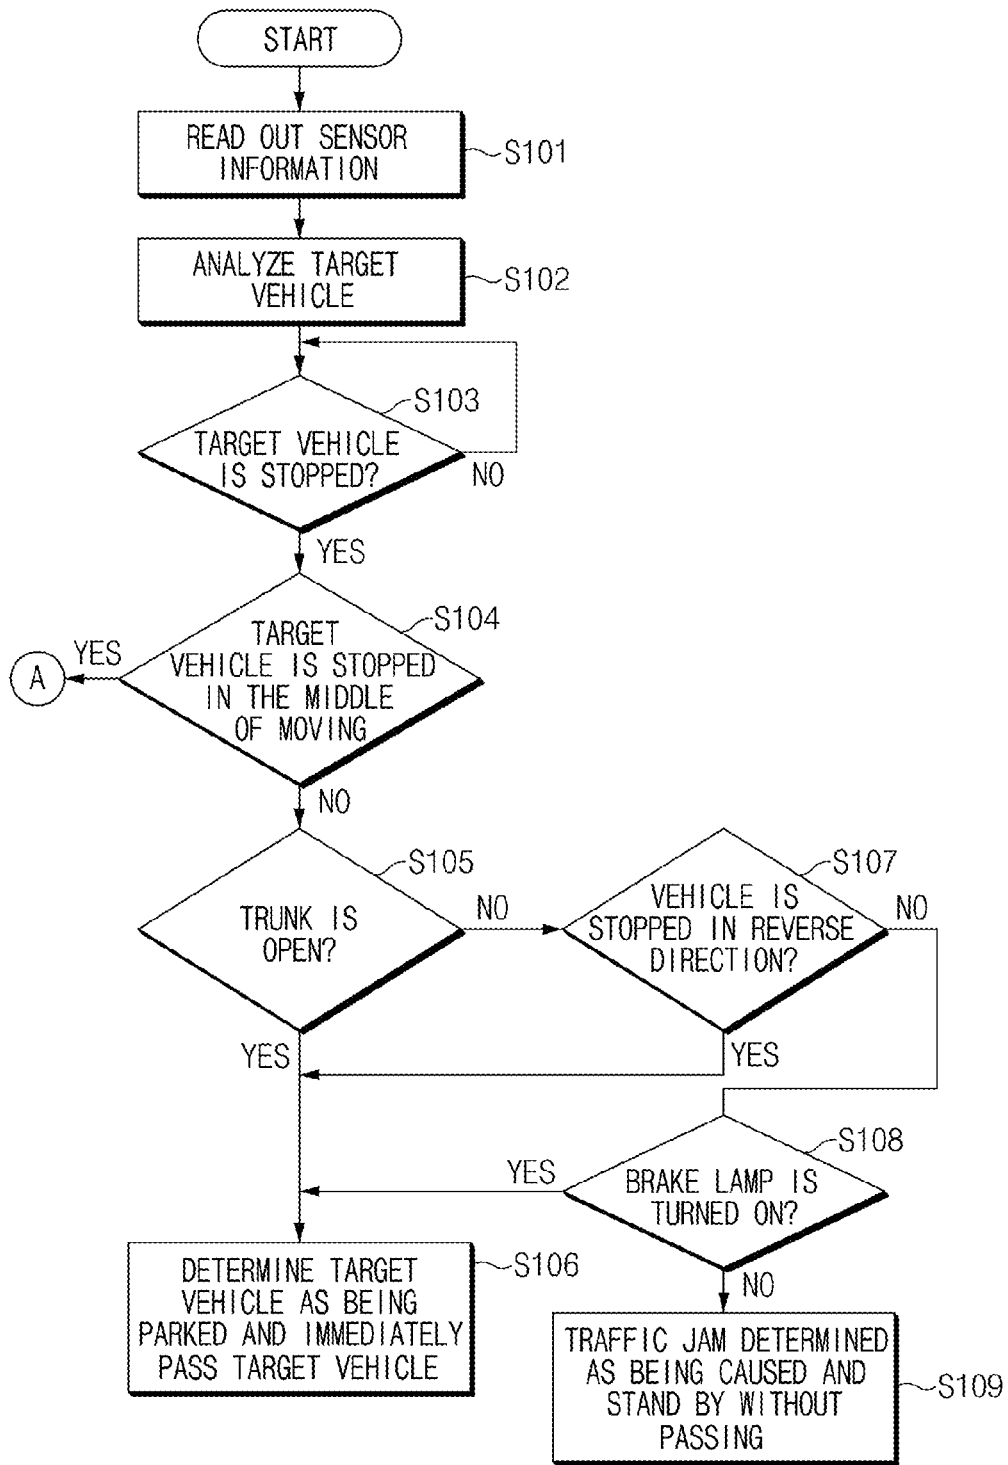 START
READ OUT SENSOR
INFORMATION
S101
ANALYZE TARGET
VEHICLE
S102
S103
TARGET VEHICLE
IS STOPPED?
NO
YES
S104
TARGET
VEHICLE IS STOPPED
IN THE MIDDLE
OF MOVING
YES
A
NO
S105
TRUNK IS
OPEN?
NO
YES
S107
VEHICLE IS
STOPPED IN REVERSE
DIRECTION?
NO
YES
S108
BRAKE LAMP IS
TURNED ON?
YES
NO
DETERMINE TARGET
VEHICLE AS BEING
PARKED AND IMMEDIATELY
PASS TARGET VEHICLE
S106
TRAFFIC JAM DETERMINED
AS BEING CAUSED AND
STAND BY WITHOUT
PASSING
S109